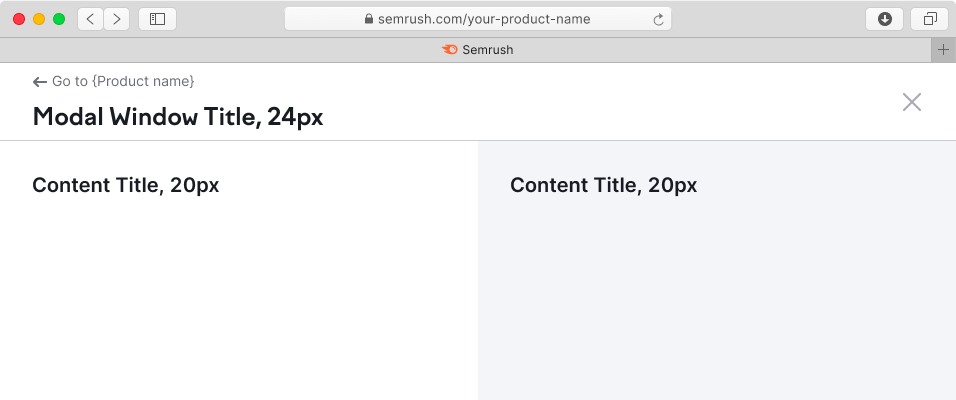 semrush.com/your-product-name
Semrush
Go to {Product name}
Modal Window Title, 24px
Content Title, 20px
Content Title, 20px